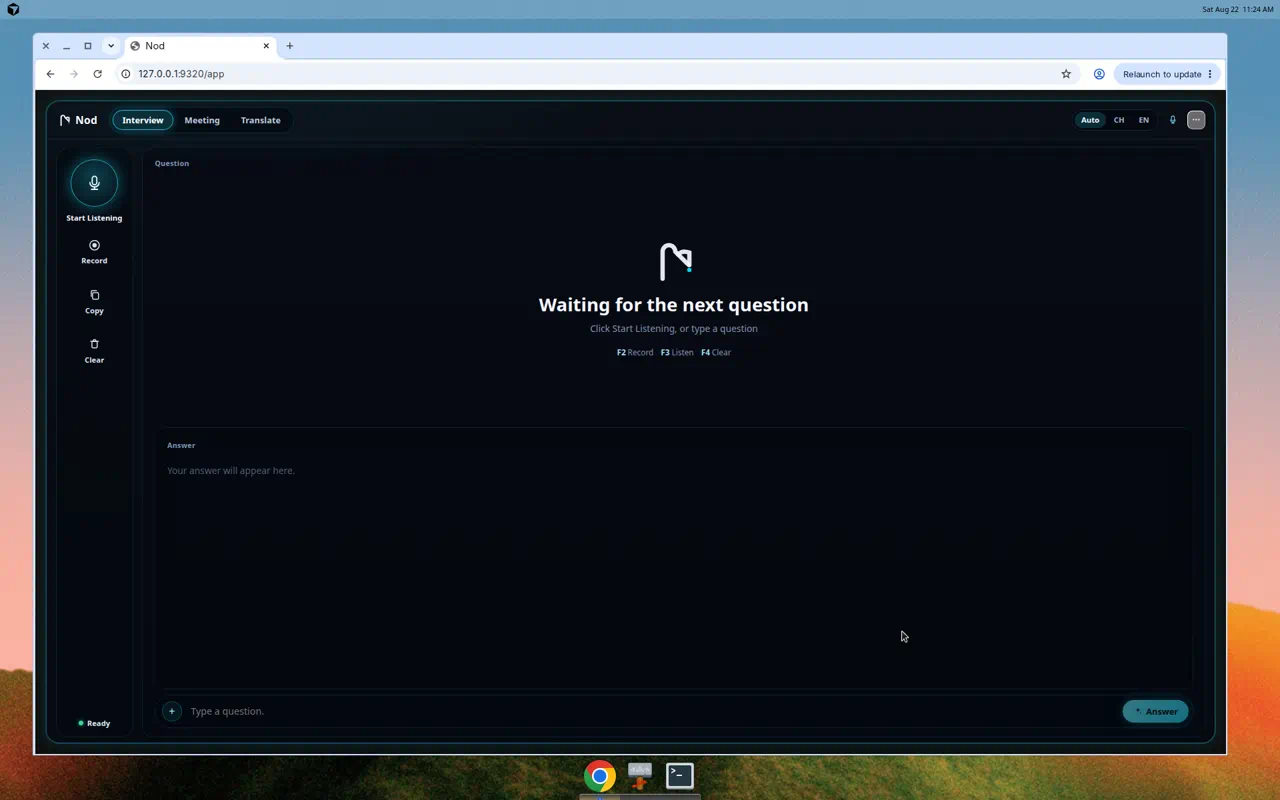 Sat Aug 22 11:24 AM
Nod
127.0.0.1:9320/app
Relaunch to update
Nod
Interview
Meeting
Translate
Auto
CH
EN
Start Listening
Record
Copy
Clear
Ready
Question
Waiting for the next question
Click Start Listening, or type a question
F2 Record F3 Listen F4 Clear
Answer
Your answer will appear here.
Type a question.
Answer